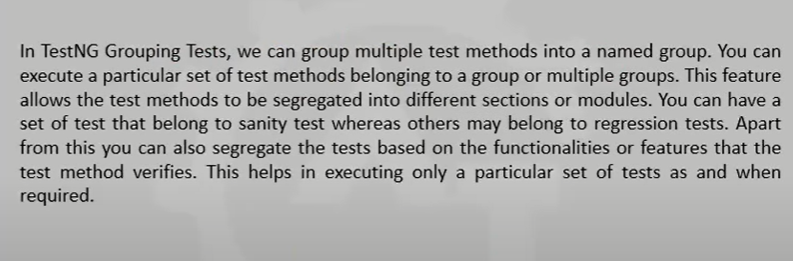 In TestNG Grouping Tests, we can group multiple test methods into a named group. You can
execute a particular set of test methods belonging to a group or multiple groups. This feature
allows the test methods to be segregated into different sections or modules. You can have a
set of test that belong to sanity test whereas others may belong to regression tests. Apart
from this you can also segregate the tests based on the functionalities or features that the
test method verifies. This helps in executing only a particular set of tests as and when
required.